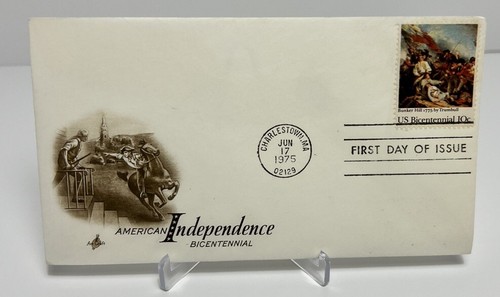 Bunker Hill 1775 by Trumbull
US Bicentennial 10c
CHARLESTOWN, MA
JUN
17
1975
02129
FIRST DAY OF ISSUE
AMERICAN Independence
BICENTENNIAL
ArtCraft